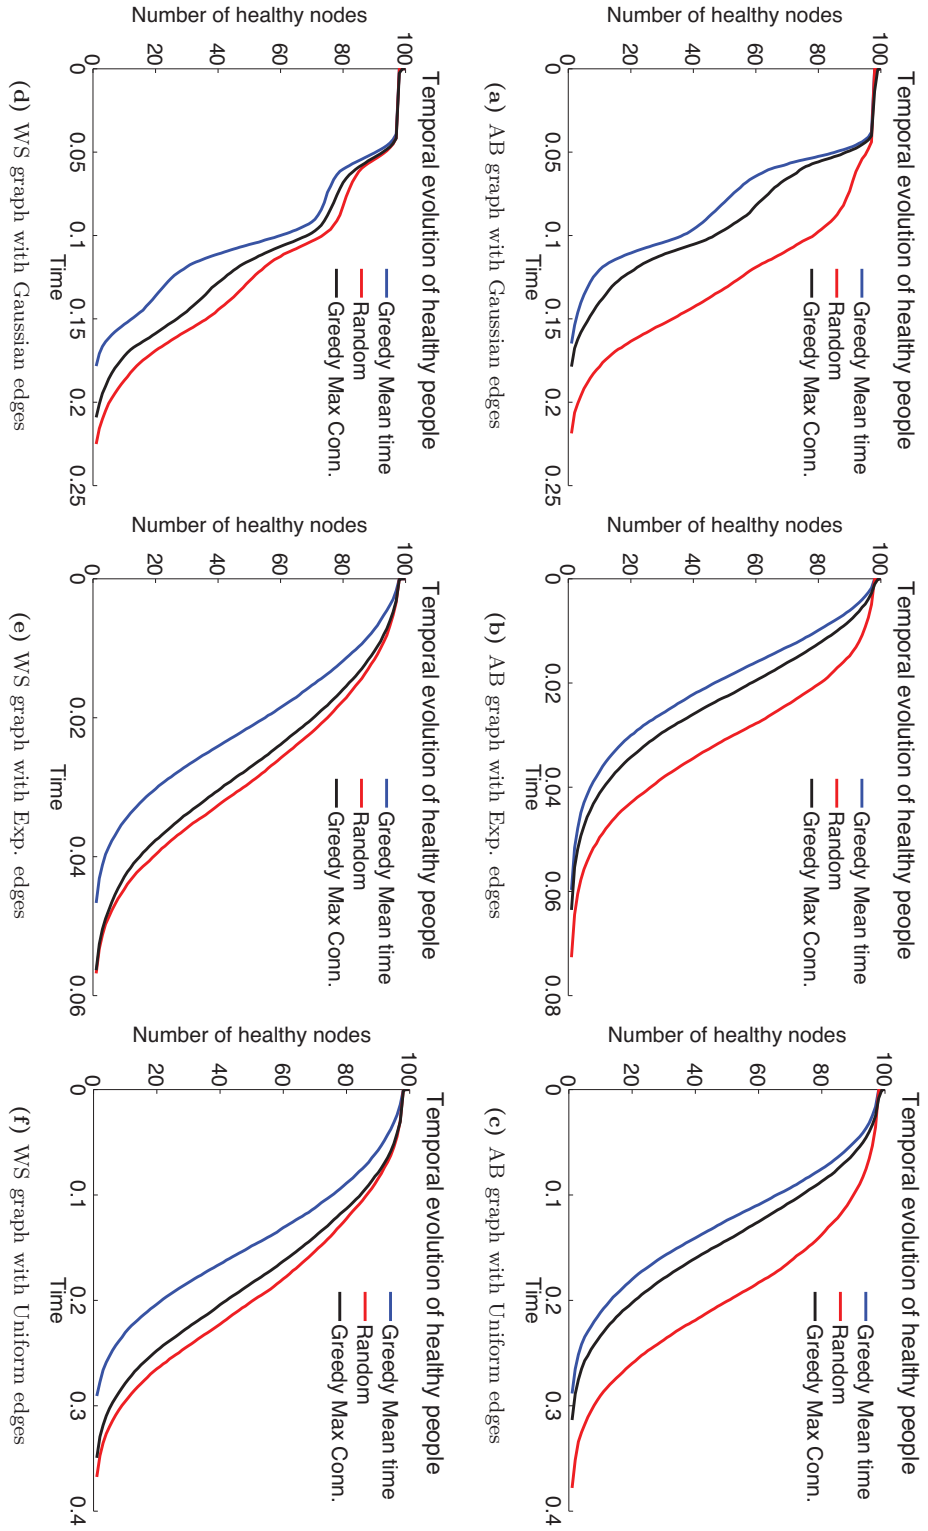 Temporal evolution of healthy people
Number of healthy nodes
100
80
60
40
20
0
0
0.05
0.1
0.15
0.2
0.25
Time
Greedy Mean time
Random
Greedy Max Conn.
(a) AB graph with Gaussian edges
Temporal evolution of healthy people
Number of healthy nodes
100
80
60
40
20
0
0
0.02
0.04
0.06
0.08
Time
Greedy Mean time
Random
Greedy Max Conn.
(b) AB graph with Exp. edges
Temporal evolution of healthy people
Number of healthy nodes
100
80
60
40
20
0
0
0.1
0.2
0.3
0.4
Time
Greedy Mean time
Random
Greedy Max Conn.
(c) AB graph with Uniform edges
Temporal evolution of healthy people
Number of healthy nodes
100
80
60
40
20
0
0
0.05
0.1
0.15
0.2
0.25
Time
Greedy Mean time
Random
Greedy Max Conn.
(d) WS graph with Gaussian edges
Temporal evolution of healthy people
Number of healthy nodes
100
80
60
40
20
0
0
0.02
0.04
0.06
Time
Greedy Mean time
Random
Greedy Max Conn.
(e) WS graph with Exp. edges
Temporal evolution of healthy people
Number of healthy nodes
100
80
60
40
20
0
0
0.1
0.2
0.3
0.4
Time
Greedy Mean time
Random
Greedy Max Conn.
(f) WS graph with Uniform edges